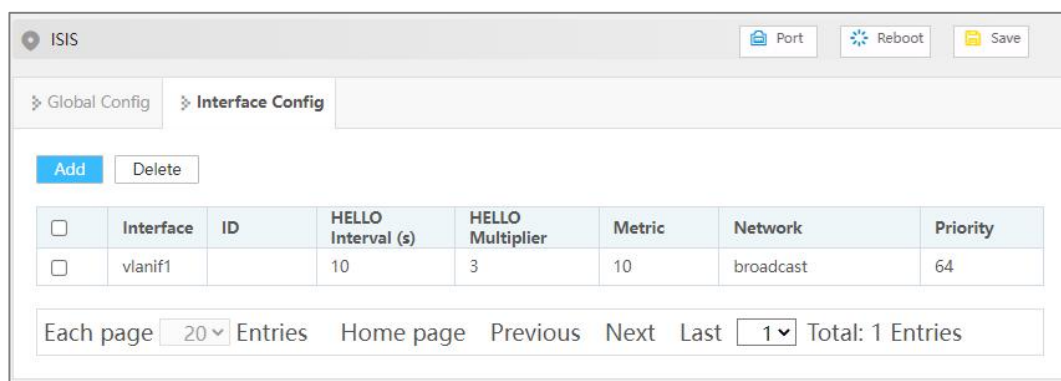 ISIS Port Reboot Save
Global Config Interface Config
Add Delete
Interface ID HELLO Interval (s) HELLO Multiplier Metric Network Priority
vlanif1 10 3 10 broadcast 64
Each page 20 Entries Home page Previous Next Last 1 Total: 1 Entries